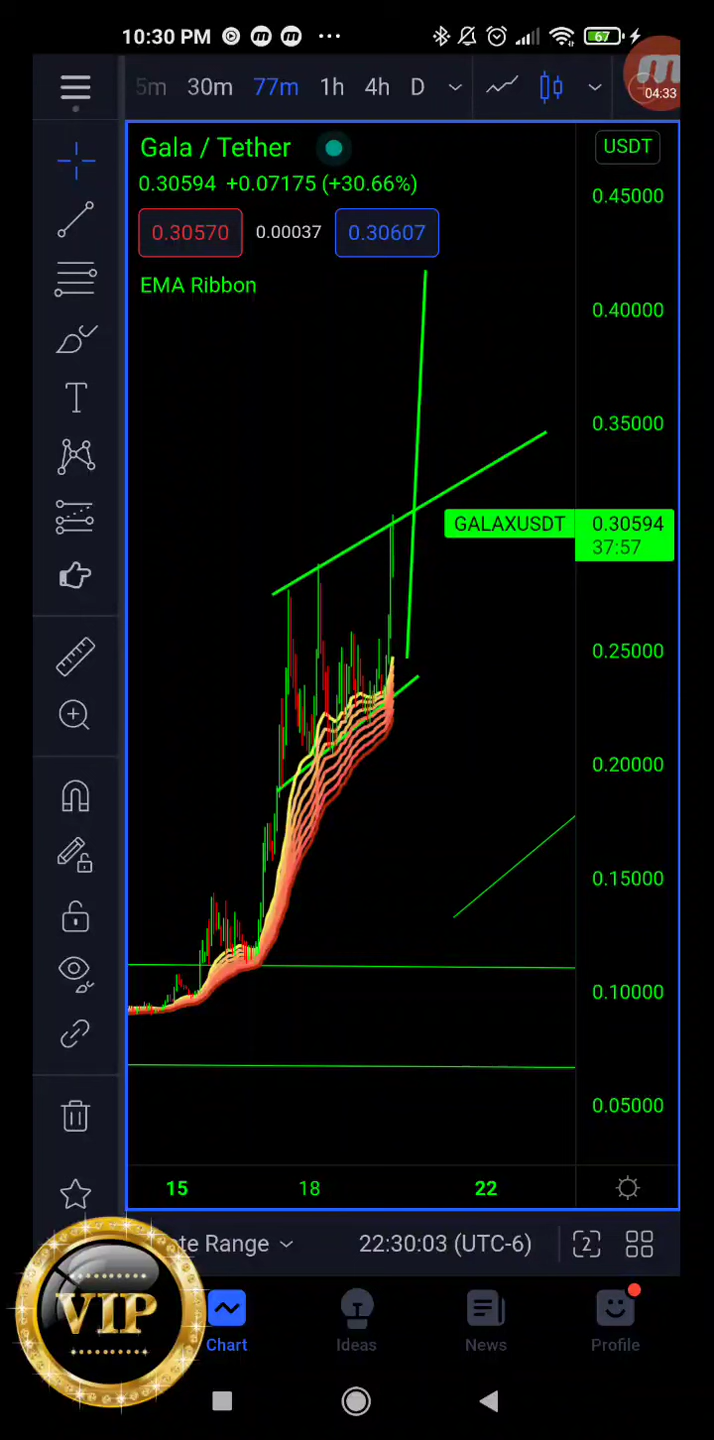 10:30 PM
67
04:33
5m 30m 77m 1h 4h D
Gala / Tether
USDT
0.30594 +0.07175 (+30.66%)
0.30570 0.00037 0.30607
EMA Ribbon
0.45000
0.40000
0.35000
GALAXUSDT 0.30594
37:57
0.25000
0.20000
0.15000
0.10000
0.05000
15 18 22
te Range 22:30:03 (UTC-6) 2
VIP
Chart Ideas News Profile